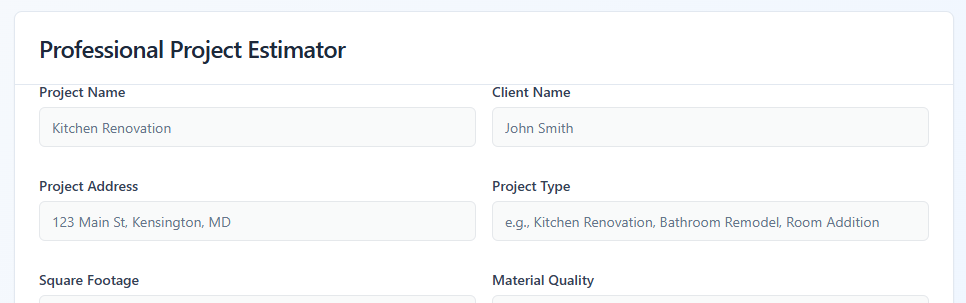 Professional Project Estimator
Project Name
Client Name
Kitchen Renovation
John Smith
Project Address
Project Type
123 Main St, Kensington, MD
e.g., Kitchen Renovation, Bathroom Remodel, Room Addition
Square Footage
Material Quality